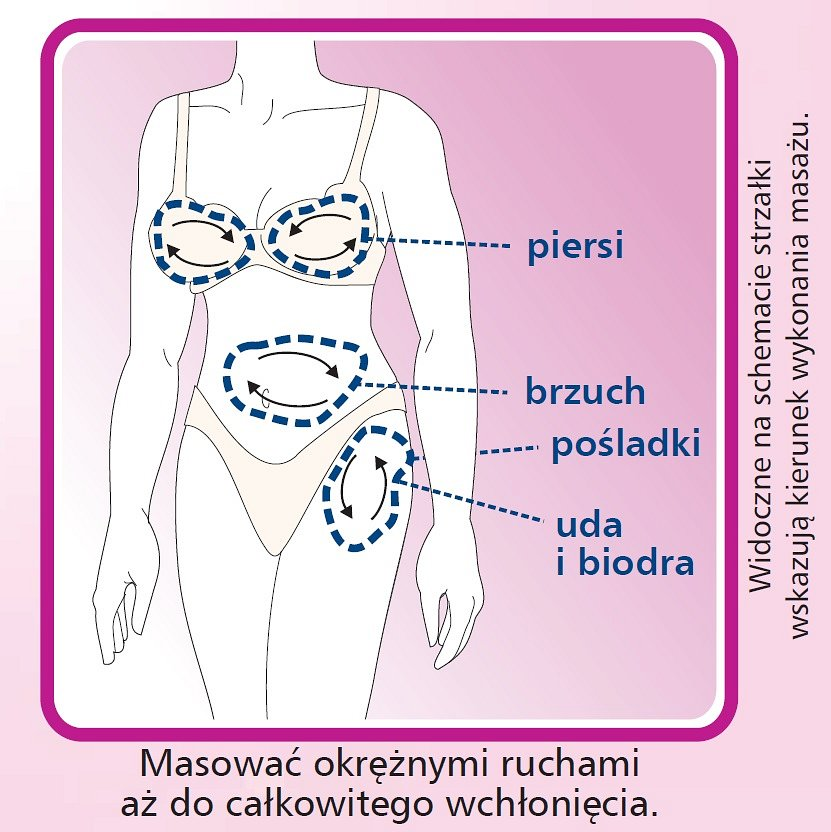 piersi
brzuch
pośladki
uda
i biodra
Widoczne na schemacie strzałki
wskazują kierunek wykonania masażu.
Masować okrężnymi ruchami
aż do całkowitego wchłonięcia.